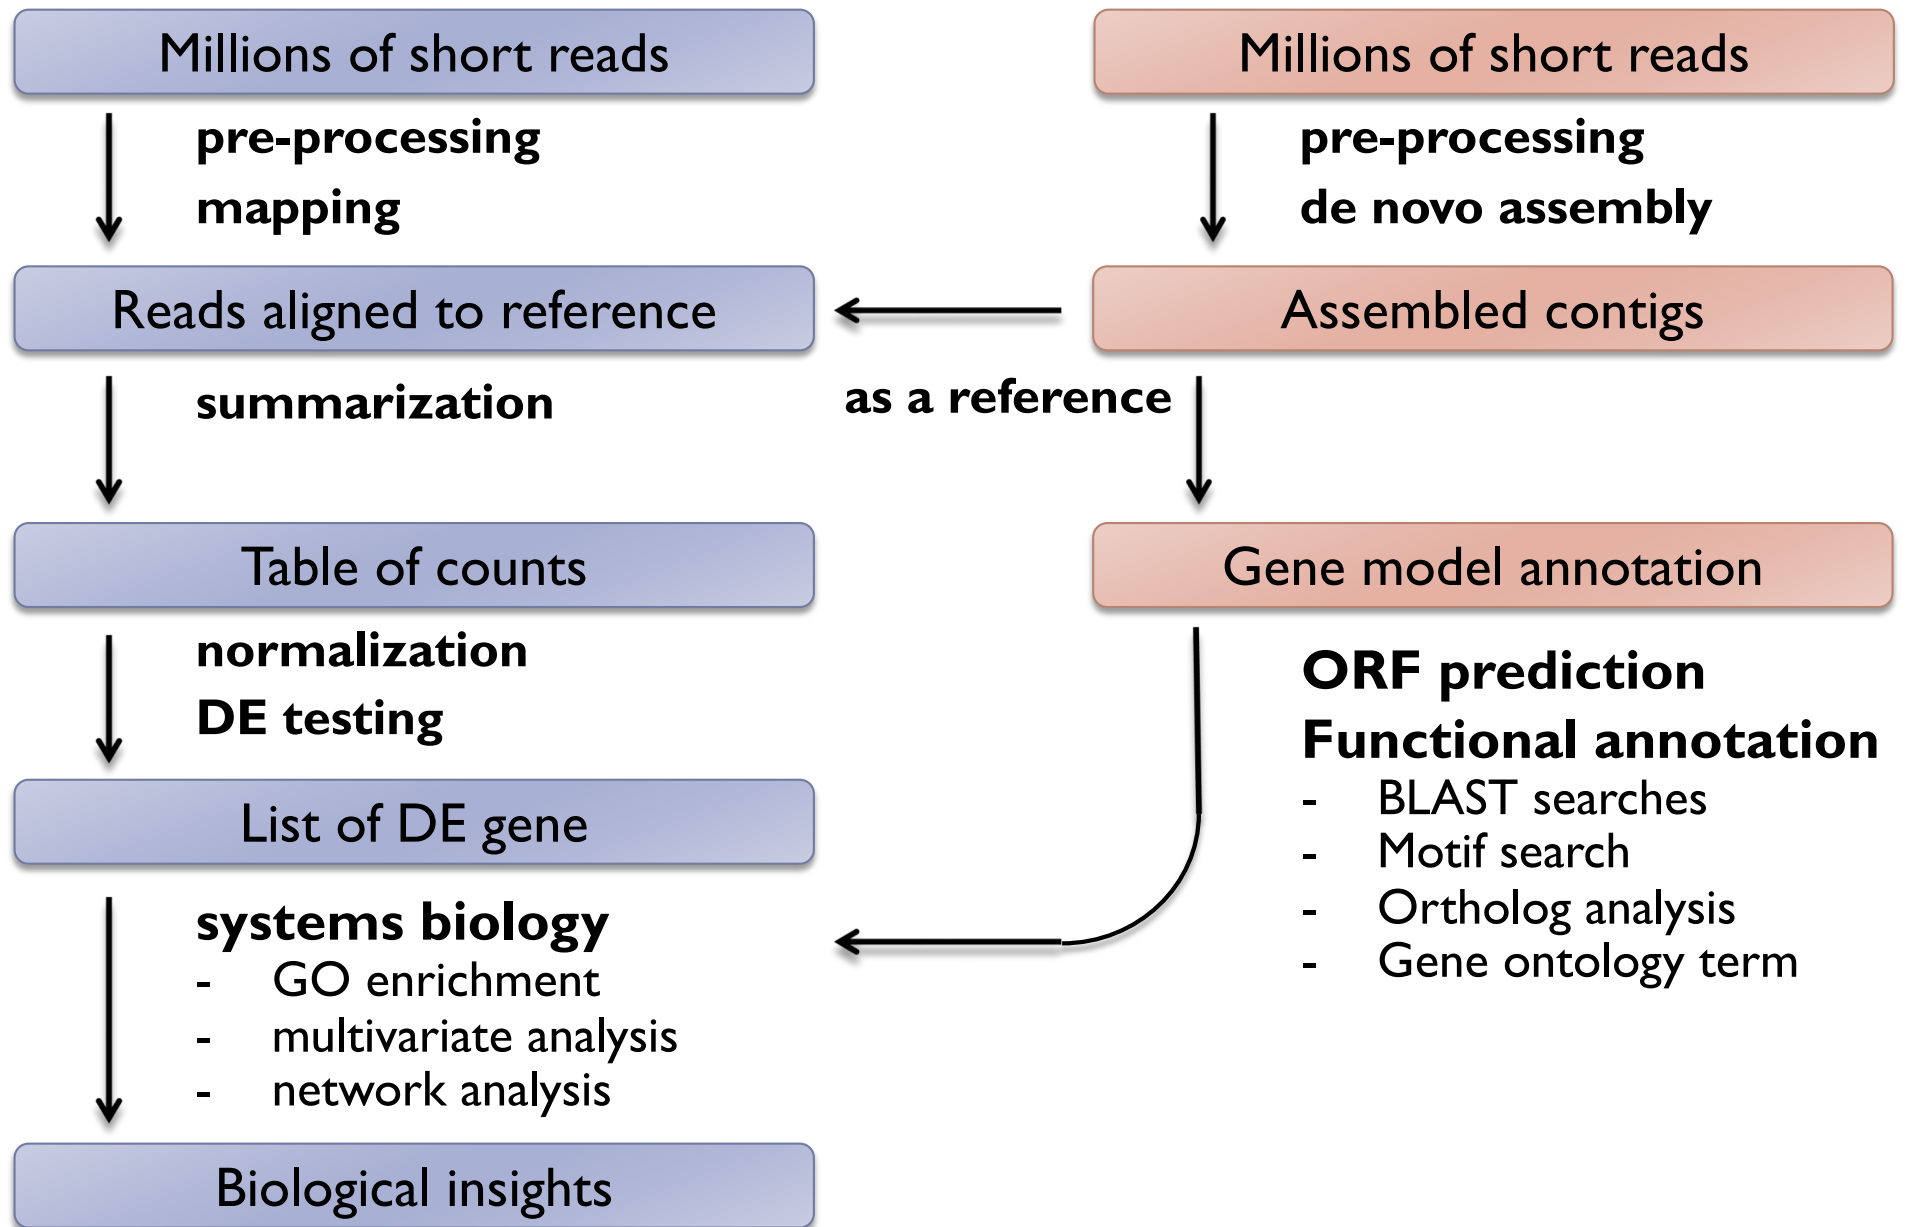 Millions of short reads
pre-processing
mapping
Reads aligned to reference
summarization
Table of counts
normalization
DE testing
List of DE gene
systems biology
- GO enrichment
- multivariate analysis
- network analysis
Biological insights
Millions of short reads
pre-processing
de novo assembly
Assembled contigs
as a reference
Gene model annotation
ORF prediction
Functional annotation
- BLAST searches
- Motif search
- Ortholog analysis
- Gene ontology term